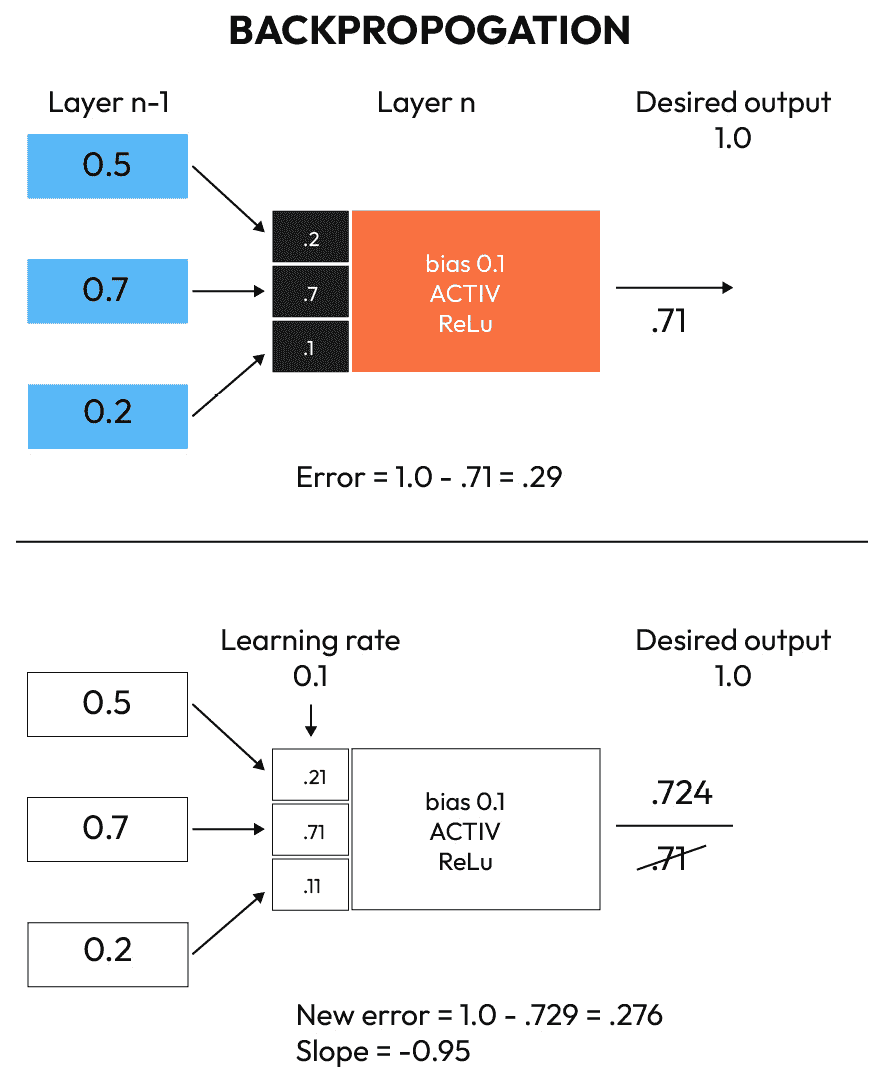 BACKPROPOGATION
Layer n-1
Layer n
Desired output
1.0
0.5
0.7
0.2
.2
.7
.1
bias 0.1
ACTIV
ReLu
.71
Error = 1.0 - .71 = .29
Learning rate
0.1
Desired output
1.0
0.5
0.7
0.2
.21
.71
.11
bias 0.1
ACTIV
ReLu
.724
.71
New error = 1.0 - .729 = .276
Slope = -0.95